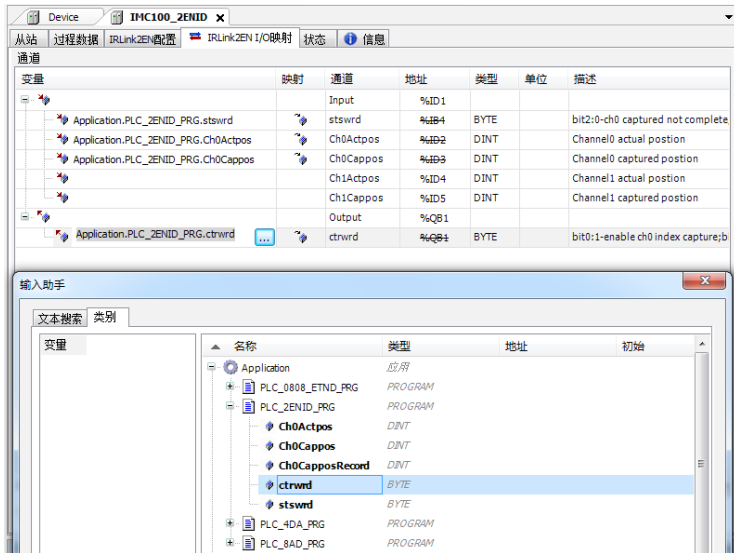 Device IMC100_2ENID
从站 过程数据 IRLink2EN配置 IRLink2EN I/O映射 状态 信息
通道
变量 映射 通道 地址 类型 单位 描述
Input %ID1
Application.PLC_2ENID_PRG.stswrd stswrd %IB4 BYTE bit2:0-ch0 captured not complete,
Application.PLC_2ENID_PRG.Ch0Actpos Ch0Actpos %ID2 DINT Channel0 actual postion
Application.PLC_2ENID_PRG.Ch0Cappos Ch0Cappos %ID3 DINT Channel0 captured postion
Ch1Actpos %ID4 DINT Channel1 actual postion
Ch1Cappos %ID5 DINT Channel1 captured postion
Output %QB1
Application.PLC_2ENID_PRG.ctrwrd ... ctrwrd %QB1 BYTE bit0:1-enable ch0 index capture;b
输入助手
文本搜索 类别
变量 名称 类型 地址 初始
Application 应用
PLC_0808_ETND_PRG PROGRAM
PLC_2ENID_PRG PROGRAM
Ch0Actpos DINT
Ch0Cappos DINT
Ch0CapposRecord DINT
ctrwrd BYTE
stswrd BYTE
PLC_4DA_PRG PROGRAM
PLC_8AD_PRG PROGRAM